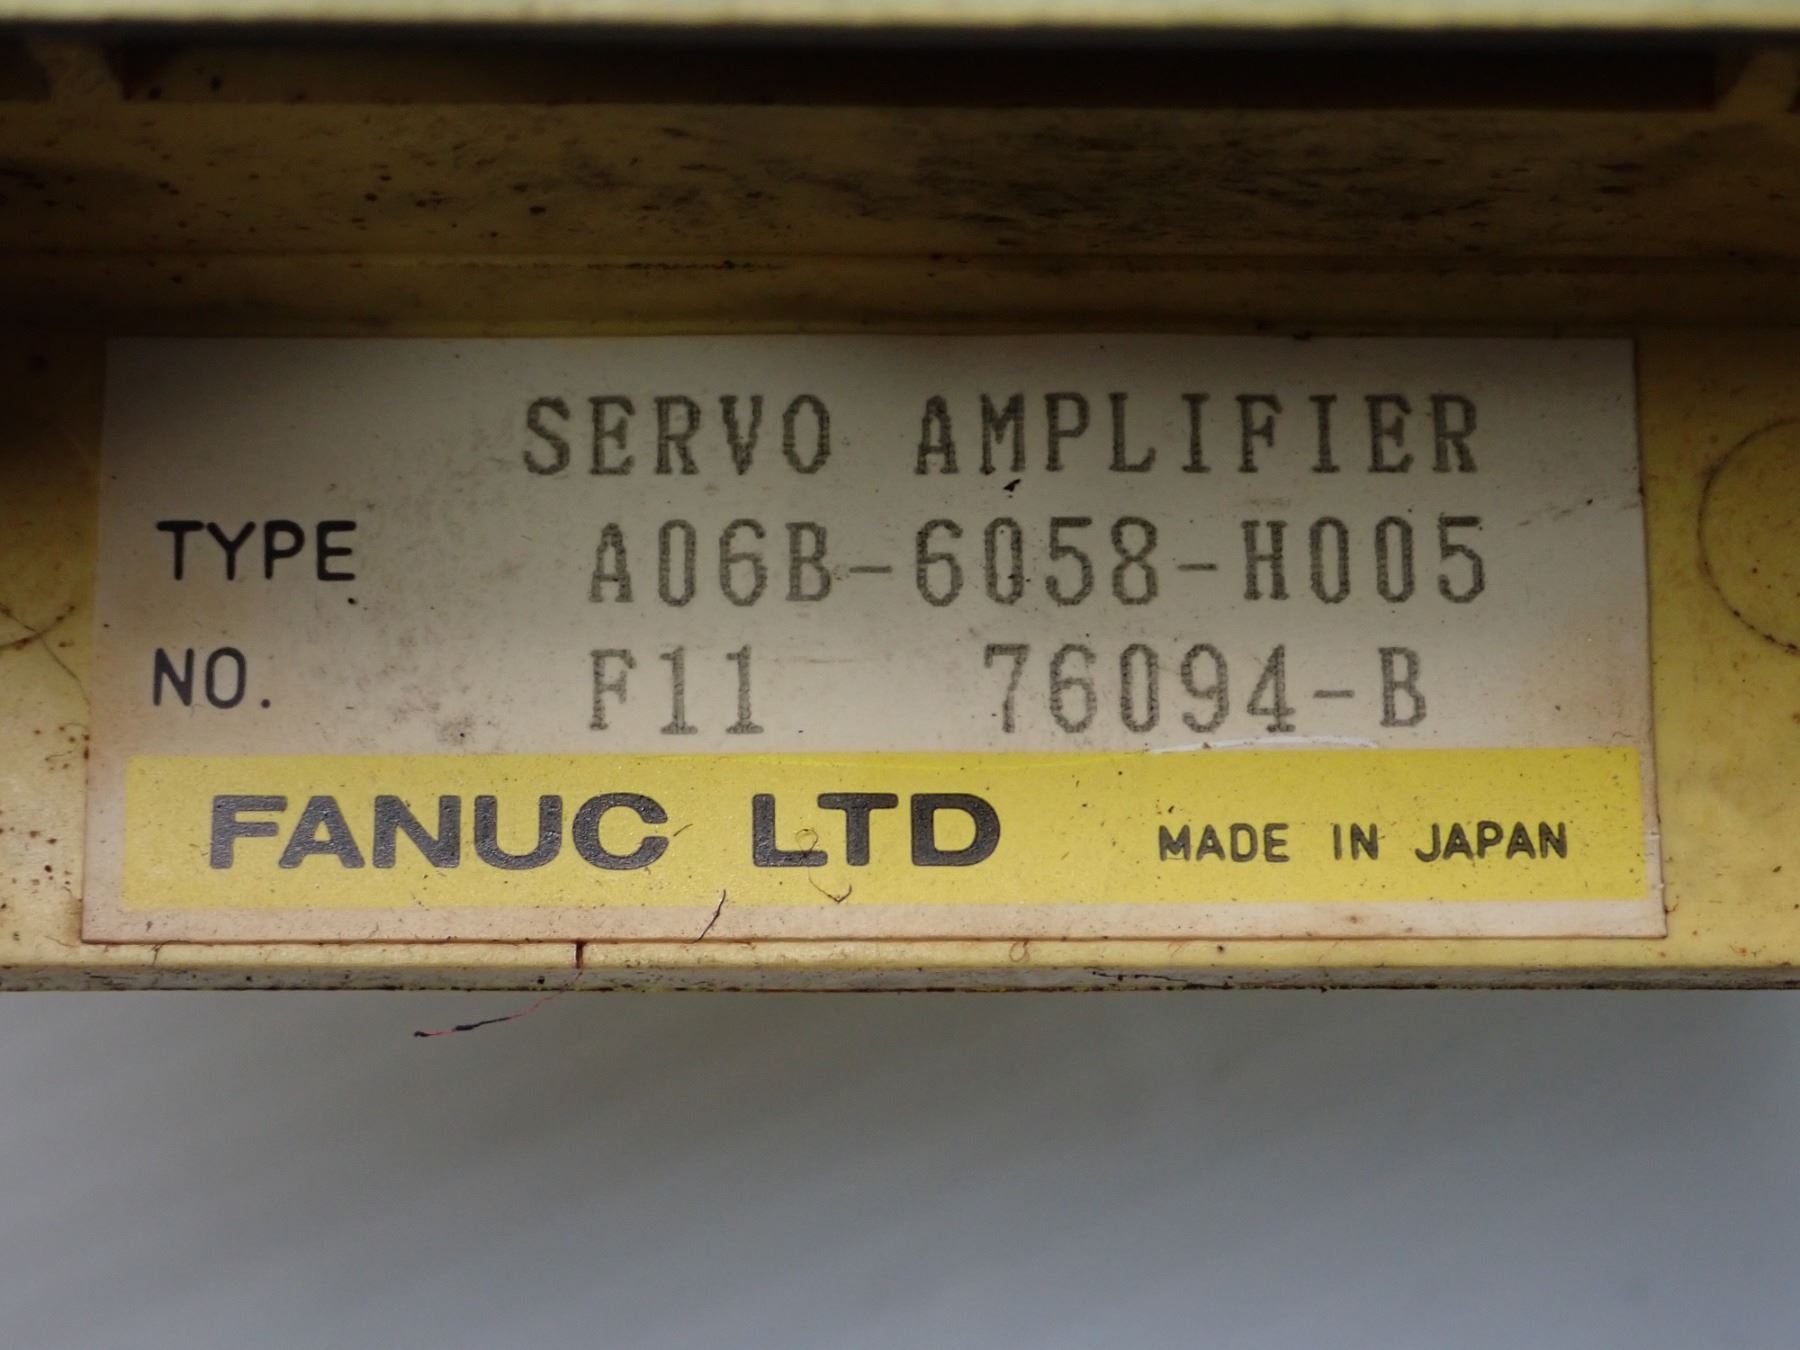 SERVO AMPLIFIER
TYPE A06B-6058-H005
NO. F11 76094-B
FANUC LTD MADE IN JAPAN